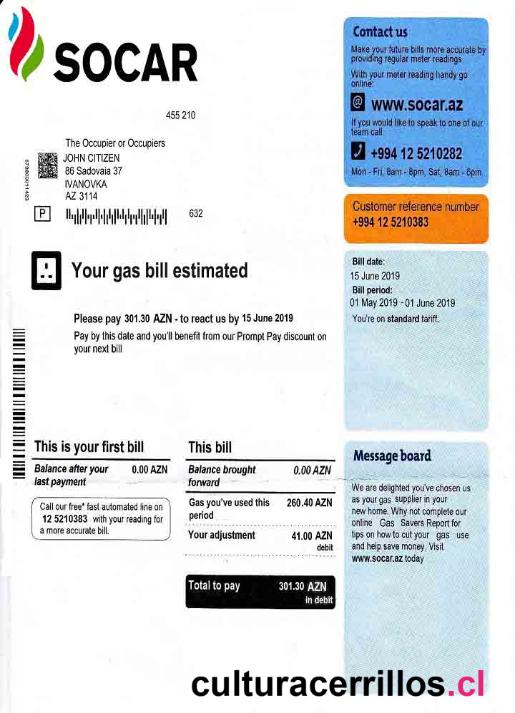 SOCAR
455 210
The Occupier or Occupiers
JOHN CITIZEN
86 Sadovaia 37
IVANOVKA
AZ 3114
P
632
Your gas bill estimated
Please pay 301.30 AZN - to react us by 15 June 2019
Pay by this date and you'll benefit from our Prompt Pay discount on
your next bill
This is your first bill
Balance after your 0.00 AZN
last payment
Call our free* fast automated line on
12 5210383 with your reading for
a more accurate bill.
This bill
Balance brought 0.00 AZN
forward
Gas you've used this 260.40 AZN
period
Your adjustment 41.00 AZN
debit
Total to pay 301.30 AZN
in debit
Contact us
Make your future bills more accurate by
providing regular meter readings.
With your meter reading handy go
online:
@ www.socar.az
If you would like to speak to one of our
team call
+994 12 5210282
Mon - Fri, 8am - 8pm, Sat, 8am - 6pm
Customer reference number
+994 12 5210383
Bill date:
15 June 2019
Bill period:
01 May 2019 - 01 June 2019
You're on standard tariff.
Message board
We are delighted you've chosen us
as your gas supplier in your
new home. Why not complete our
online Gas Savers Report for
tips on how to cut your gas use
and help save money. Visit
www.socar.az today
culturacerrillos.cl